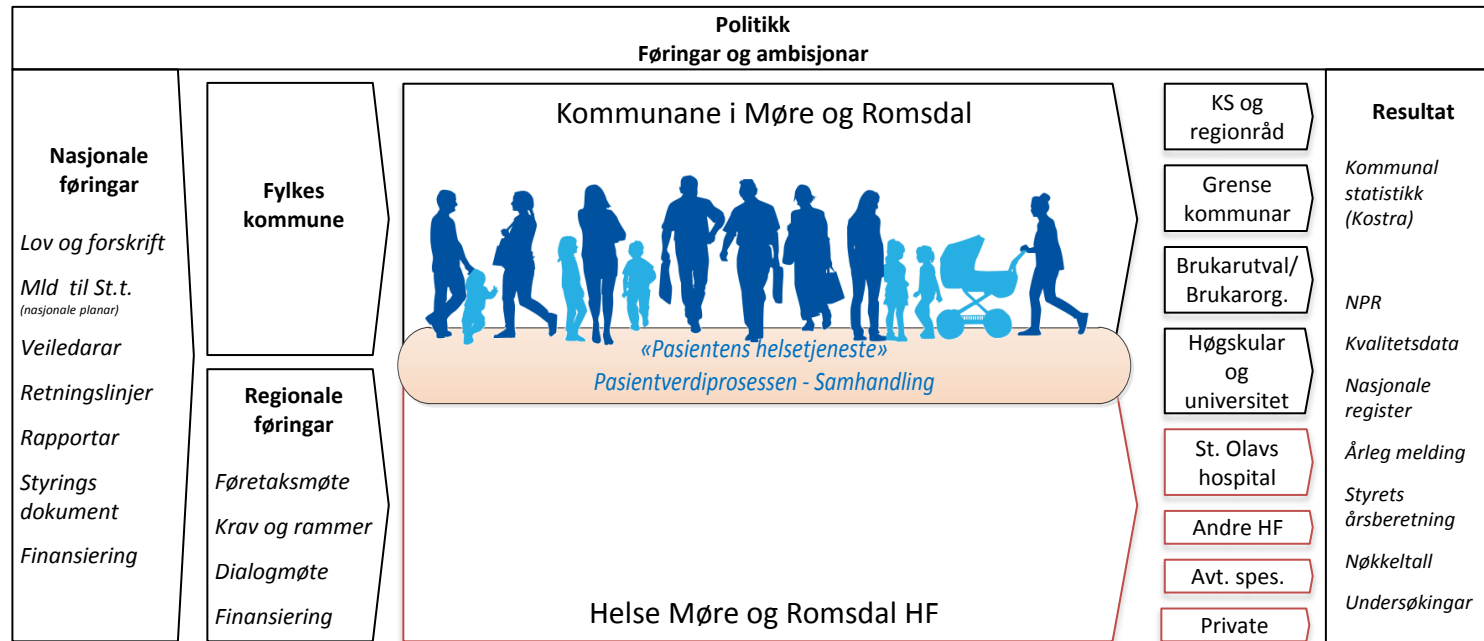 Politikk
Føringar og ambisjonar
Nasjonale
føringar
Lov og forskrift
Mld til St.t.
(nasjonale planar)
Veiledarar
Retningslinjer
Rapportar
Styrings
dokument
Finansiering
Fylkes
kommune
Regionale
føringar
Føretaksmøte
Krav og rammer
Dialogmøte
Finansiering
Kommunane i Møre og Romsdal
«Pasientens helsetjeneste»
Pasientverdiprosessen - Samhandling
Helse Møre og Romsdal HF
KS og
regionråd
Grense
kommunar
Brukarutval/
Brukarorg.
Høgskular
og
universitet
St. Olavs
hospital
Andre HF
Avt. spes.
Private
Resultat
Kommunal
statistikk
(Kostra)
NPR
Kvalitetsdata
Nasjonale
register
Årleg melding
Styrets
årsberetning
Nøkkeltall
Undersøkingar